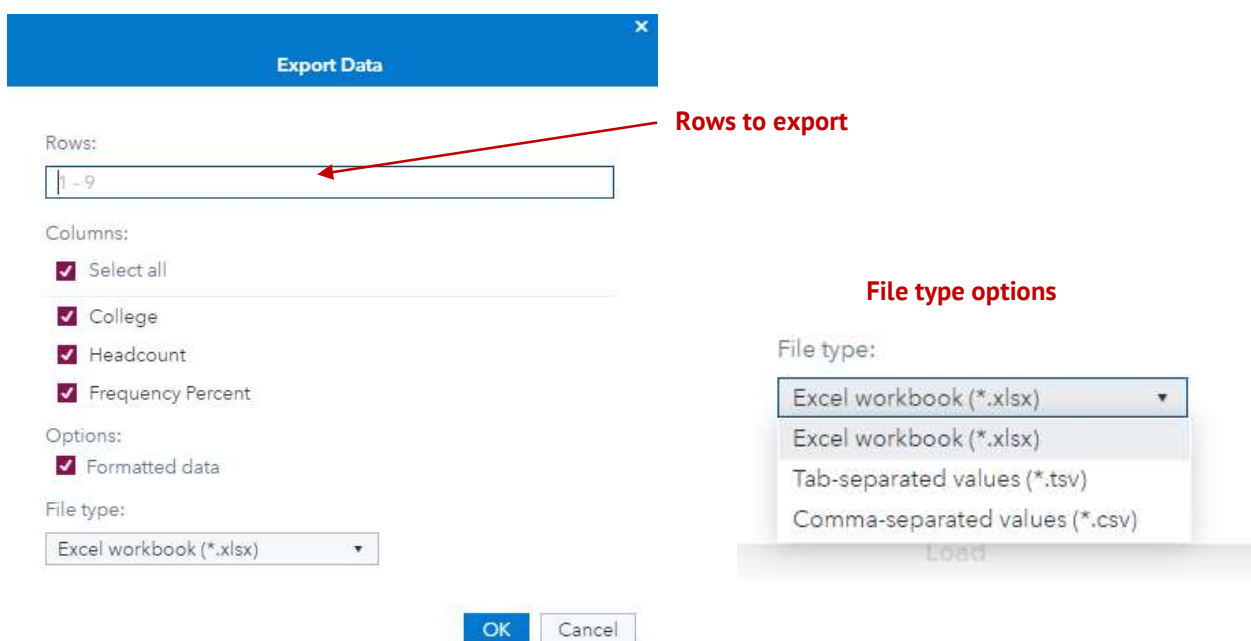 Export Data
Rows to export
Rows:
1 - 9
Columns:
Select all
College
Headcount
Frequency Percent
Options:
Formatted data
File type:
Excel workbook (*.xlsx)
OK Cancel
File type options
File type:
Excel workbook (*.xlsx)
Excel workbook (*.xlsx)
Tab-separated values (*.tsv)
Comma-separated values (*.csv)
Load